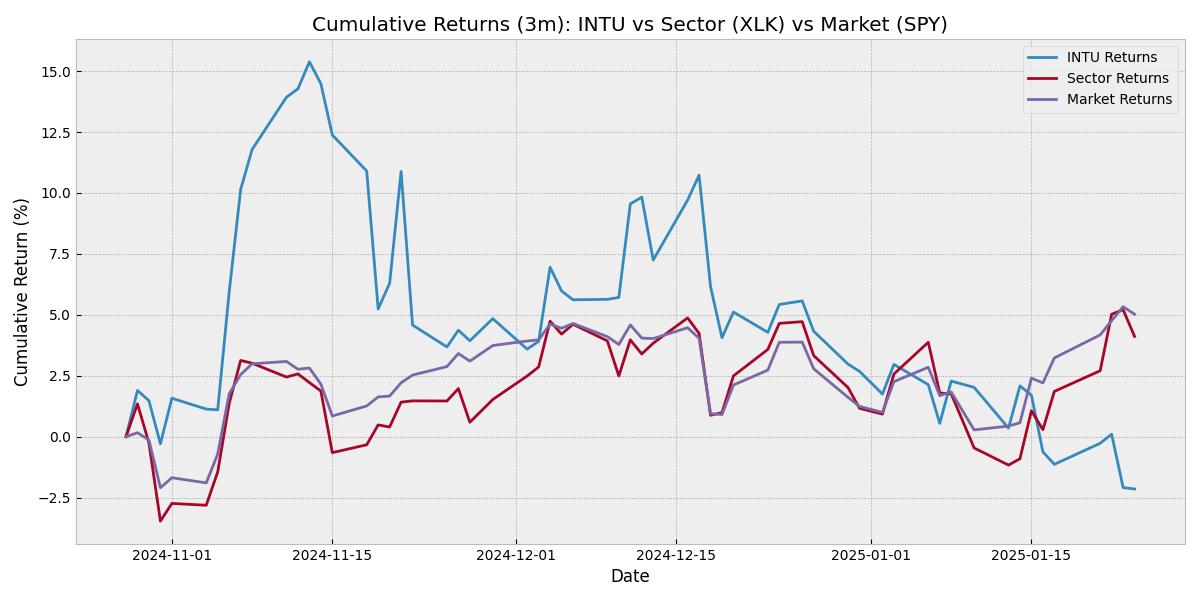 Cumulative Returns (3m): INTU vs Sector (XLK) vs Market (SPY)
INTU Returns
Sector Returns
Market Returns
Cumulative Return (%)
15.0
12.5
10.0
7.5
5.0
2.5
0.0
−2.5
2024-11-01
2024-11-15
2024-12-01
2024-12-15
2025-01-01
2025-01-15
Date